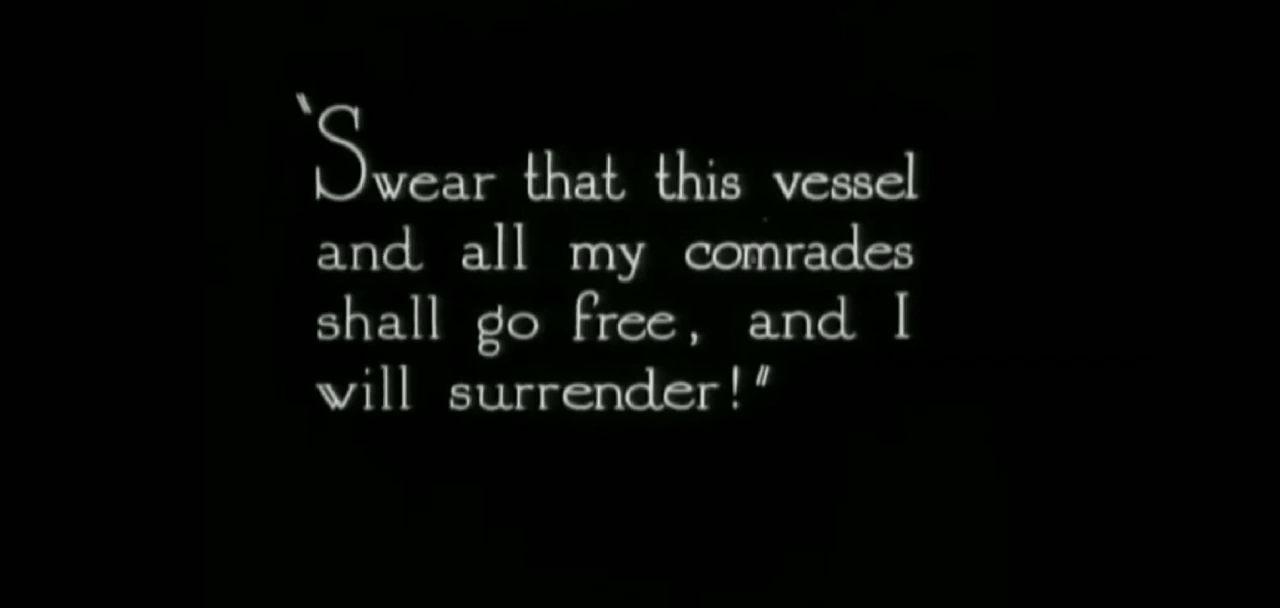 "Swear that this vessel
and all my comrades
shall go free, and I
will surrender!"